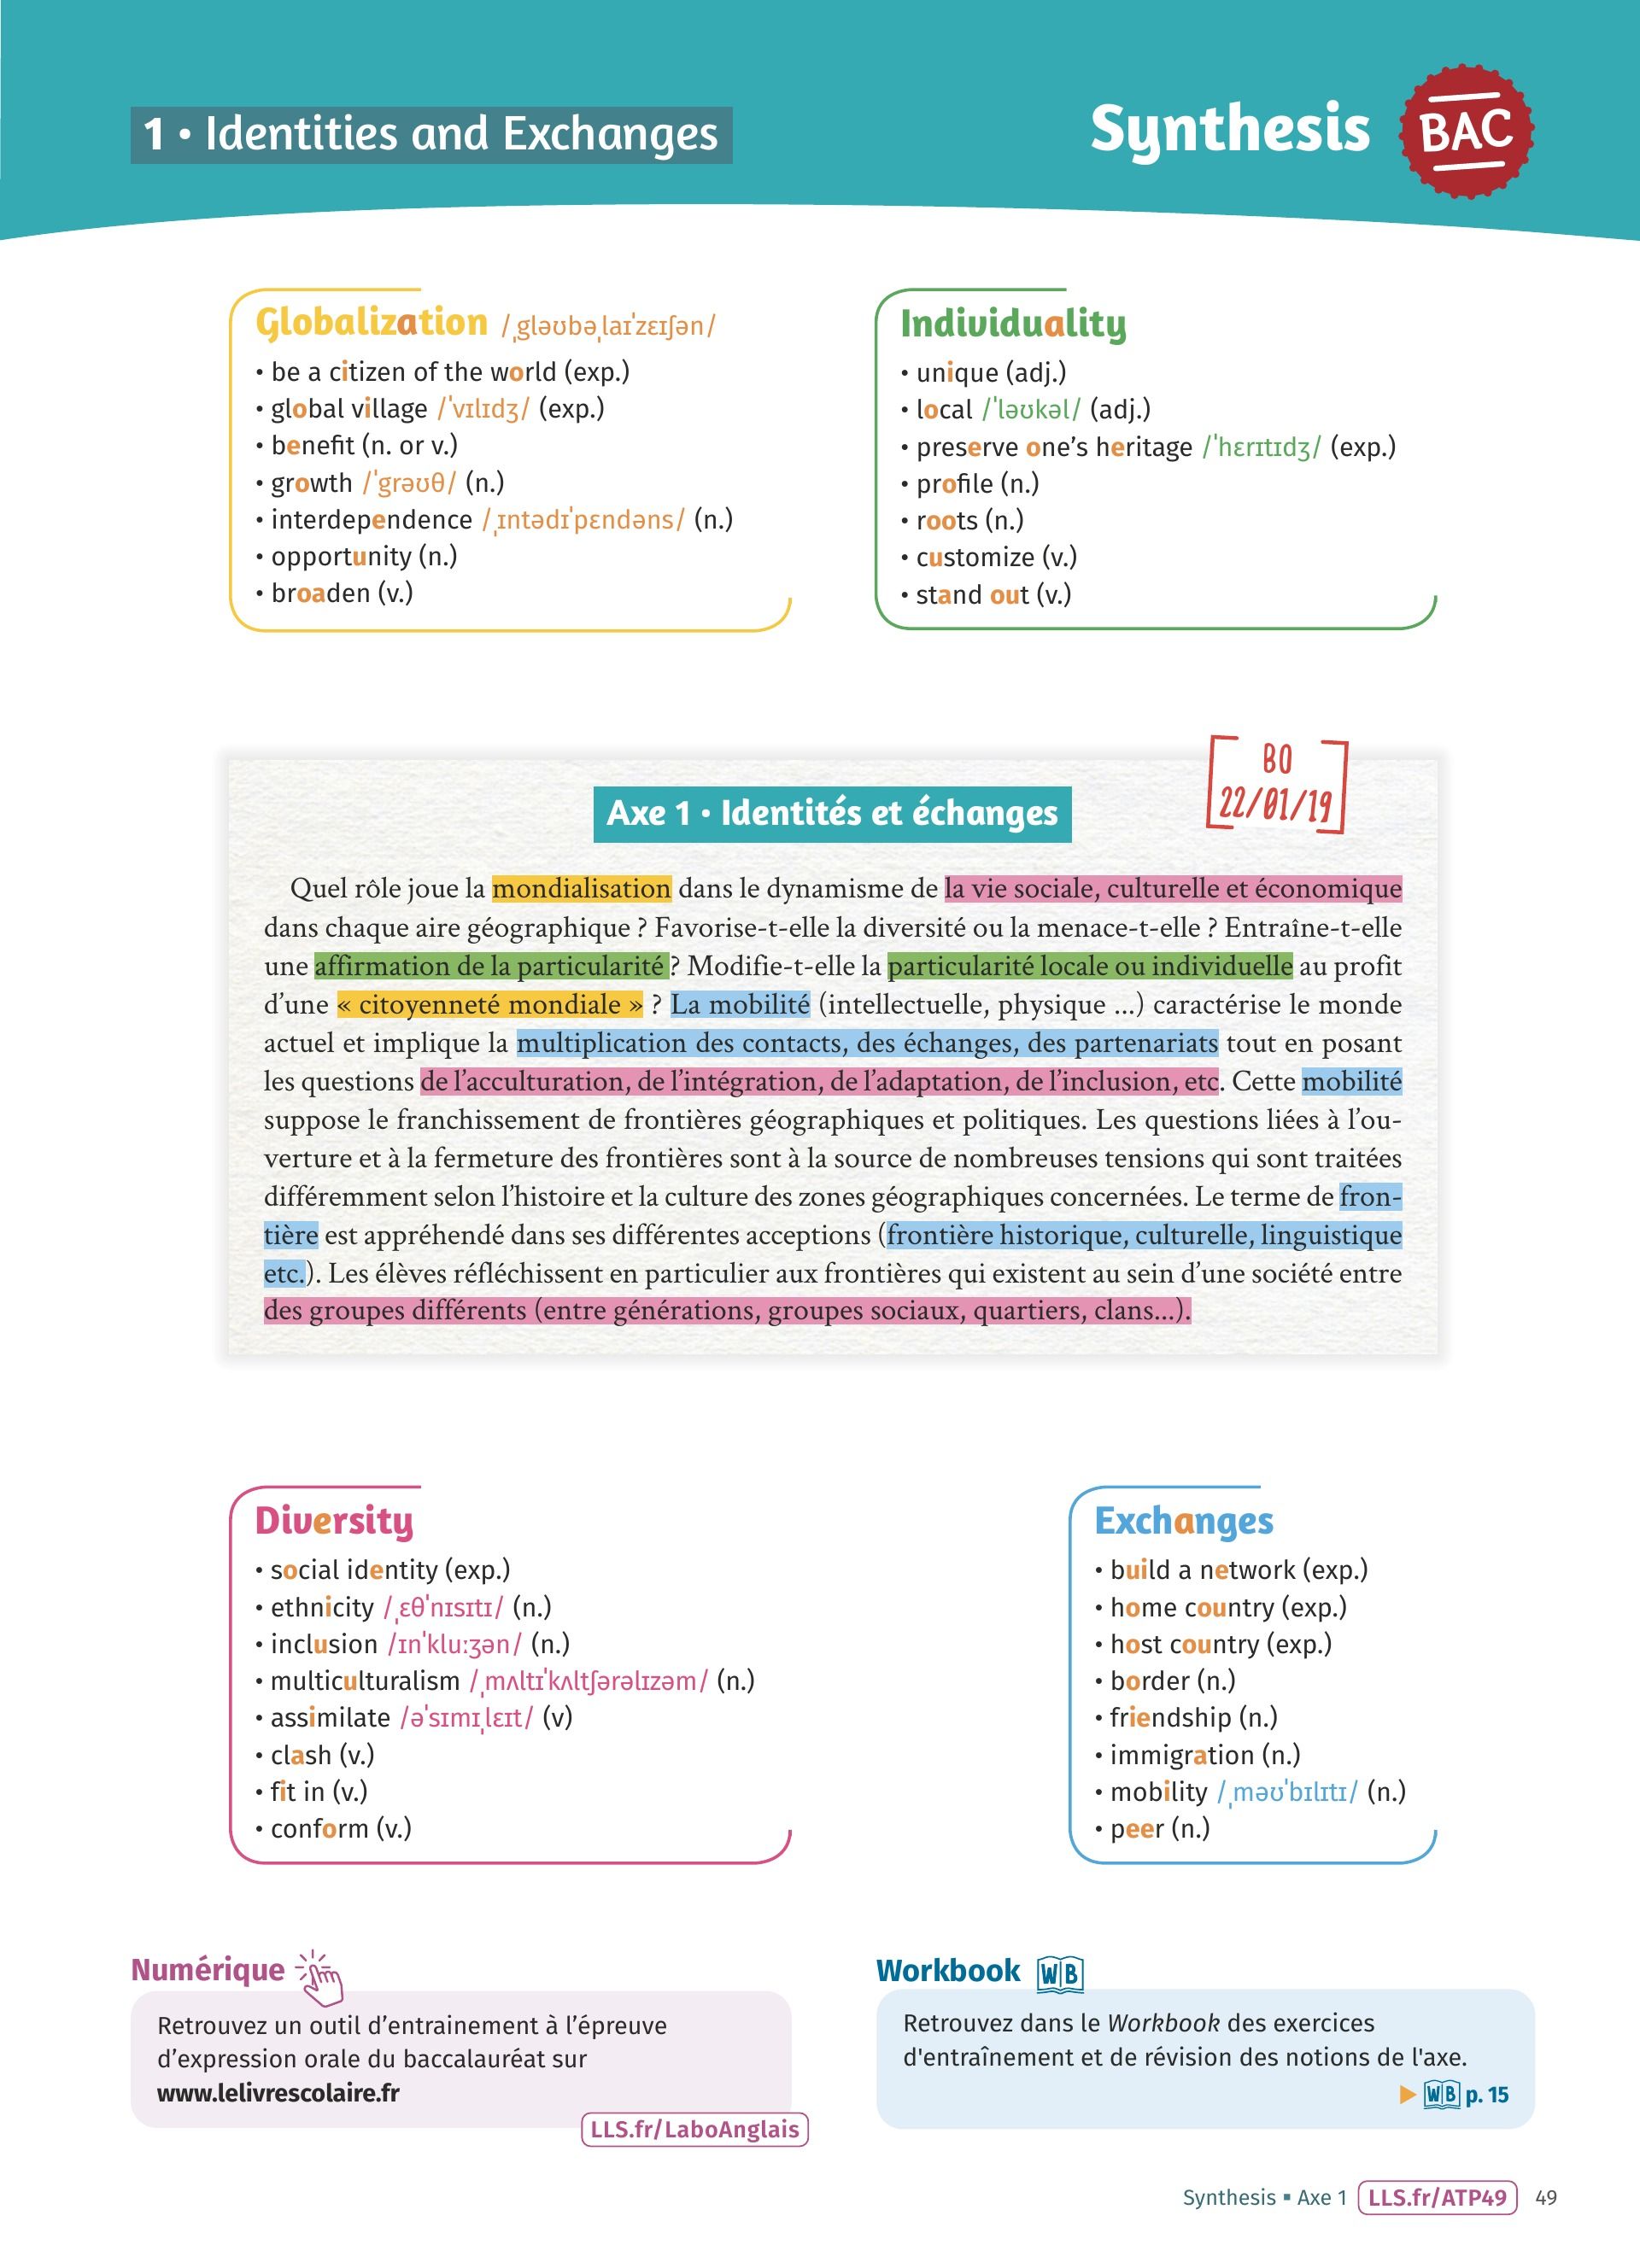 1 • Identities and Exchanges
Synthesis
BAC
Globalization /ˌgləʊbəˌlaɪˈzɛɪʃən/
• be a citizen of the world (exp.)
• global village /ˈvɪlɪdʒ/ (exp.)
• benefit (n. or v.)
• growth /ˈgrəʊθ/ (n.)
• interdependence /ˌɪntədɪˈpɛndəns/ (n.)
• opportunity (n.)
• broaden (v.)
Individuality
• unique (adj.)
• local /ˈləʊkəl/ (adj.)
• preserve one's heritage /ˈhɛrɪtɪdʒ/ (exp.)
• profile (n.)
• roots (n.)
• customize (v.)
• stand out (v.)
BO
22/01/19
Axe 1 • Identités et échanges
Quel rôle joue la mondialisation dans le dynamisme de la vie sociale, culturelle et économique
dans chaque aire géographique ? Favorise-t-elle la diversité ou la menace-t-elle ? Entraîne-t-elle
une affirmation de la particularité ? Modifie-t-elle la particularité locale ou individuelle au profit
d'une « citoyenneté mondiale » ? La mobilité (intellectuelle, physique ...) caractérise le monde
actuel et implique la multiplication des contacts, des échanges, des partenariats tout en posant
les questions de l'acculturation, de l'intégration, de l'adaptation, de l'inclusion, etc. Cette mobilité
suppose le franchissement de frontières géographiques et politiques. Les questions liées à l'ou-
verture et à la fermeture des frontières sont à la source de nombreuses tensions qui sont traitées
différemment selon l'histoire et la culture des zones géographiques concernées. Le terme de fron-
tière est appréhendé dans ses différentes acceptions (frontière historique, culturelle, linguistique
etc.). Les élèves réfléchissent en particulier aux frontières qui existent au sein d'une société entre
des groupes différents (entre générations, groupes sociaux, quartiers, clans...).
Diversity
• social identity (exp.)
• ethnicity /ˌɛθˈnɪsɪtɪ/ (n.)
• inclusion /ɪnˈkluːʒən/ (n.)
• multiculturalism /ˌmʌltɪˈkʌltʃərəlɪzəm/ (n.)
• assimilate /əˈsɪmɪˌlɛɪt/ (v)
• clash (v.)
• fit in (v.)
• conform (v.)
Exchanges
• build a network (exp.)
• home country (exp.)
• host country (exp.)
• border (n.)
• friendship (n.)
• immigration (n.)
• mobility /ˌməʊˈbɪlɪtɪ/ (n.)
• peer (n.)
Numérique
Retrouvez un outil d'entrainement à l'épreuve
d'expression orale du baccalauréat sur
www.lelivrescolaire.fr
LLS.fr/LaboAnglais
Workbook WB
Retrouvez dans le Workbook des exercices
d'entraînement et de révision des notions de l'axe.
WB p. 15
Synthesis ▪ Axe 1 LLS.fr/ATP49 49